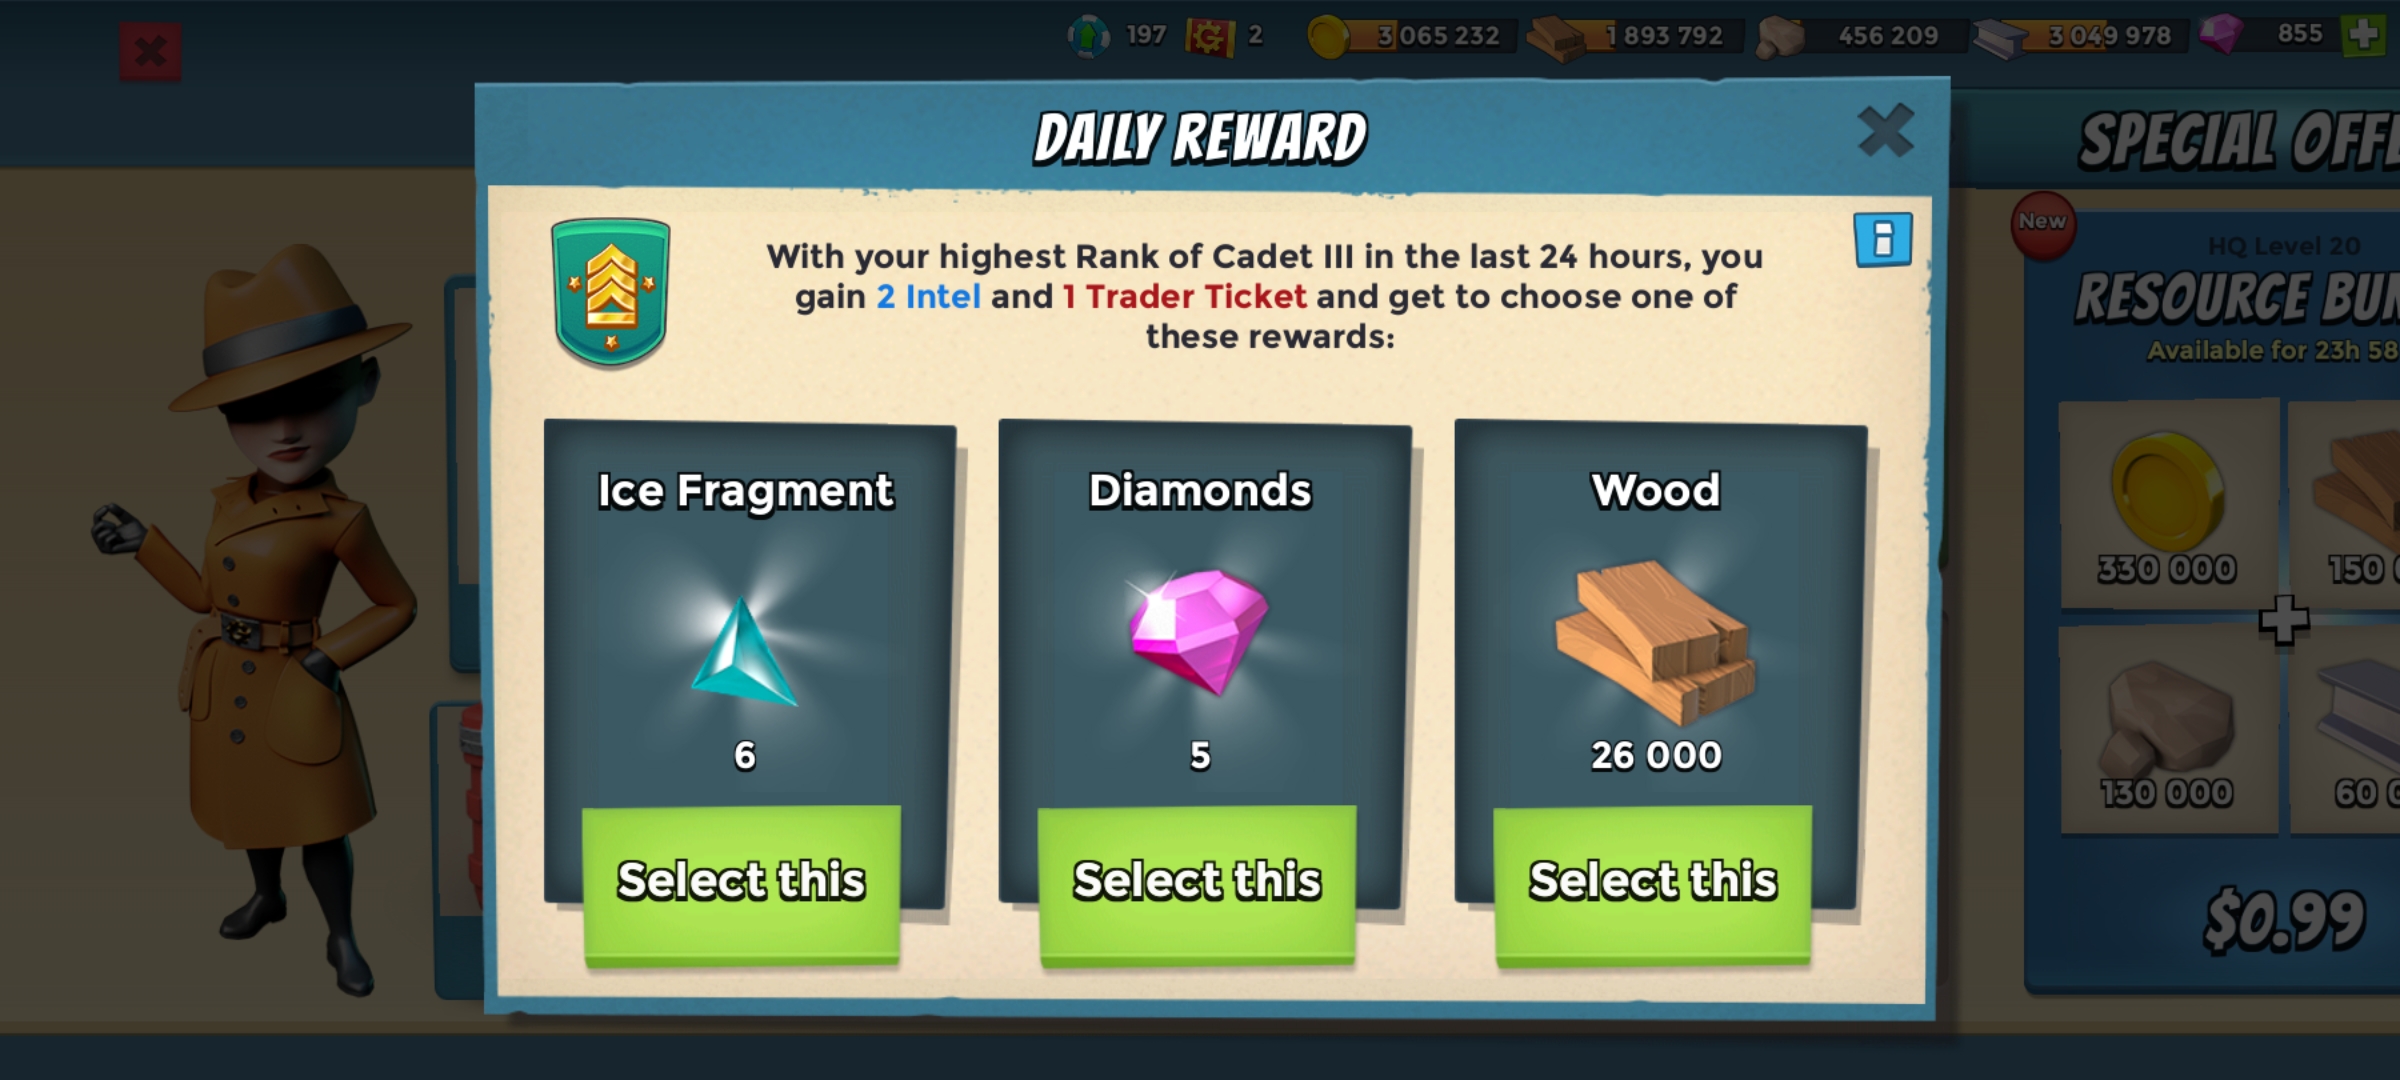 197
2
3 065 232
1 893 792
456 209
3 049 978
855
DAILY REWARD
With your highest Rank of Cadet III in the last 24 hours, you
gain 2 Intel and 1 Trader Ticket and get to choose one of
these rewards:
Ice Fragment
6
Select this
Diamonds
5
Select this
Wood
26 000
Select this
SPECIAL
New
HQ Level 20
RESOURCE
Available for 23h 58
330 000
150
130 000
60
$0.99